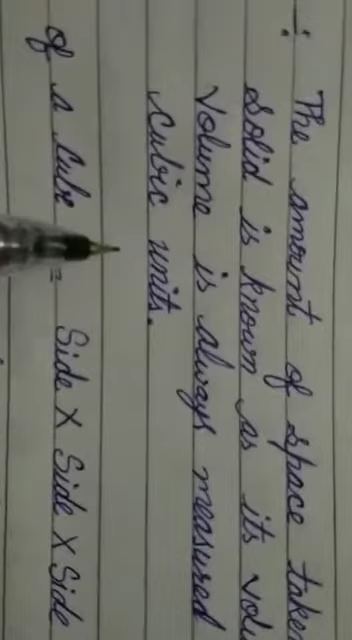 :- The amount of space take
solid is known as its volu
Volume is always measured
cubic units.
of a cube = Side X Side X Side